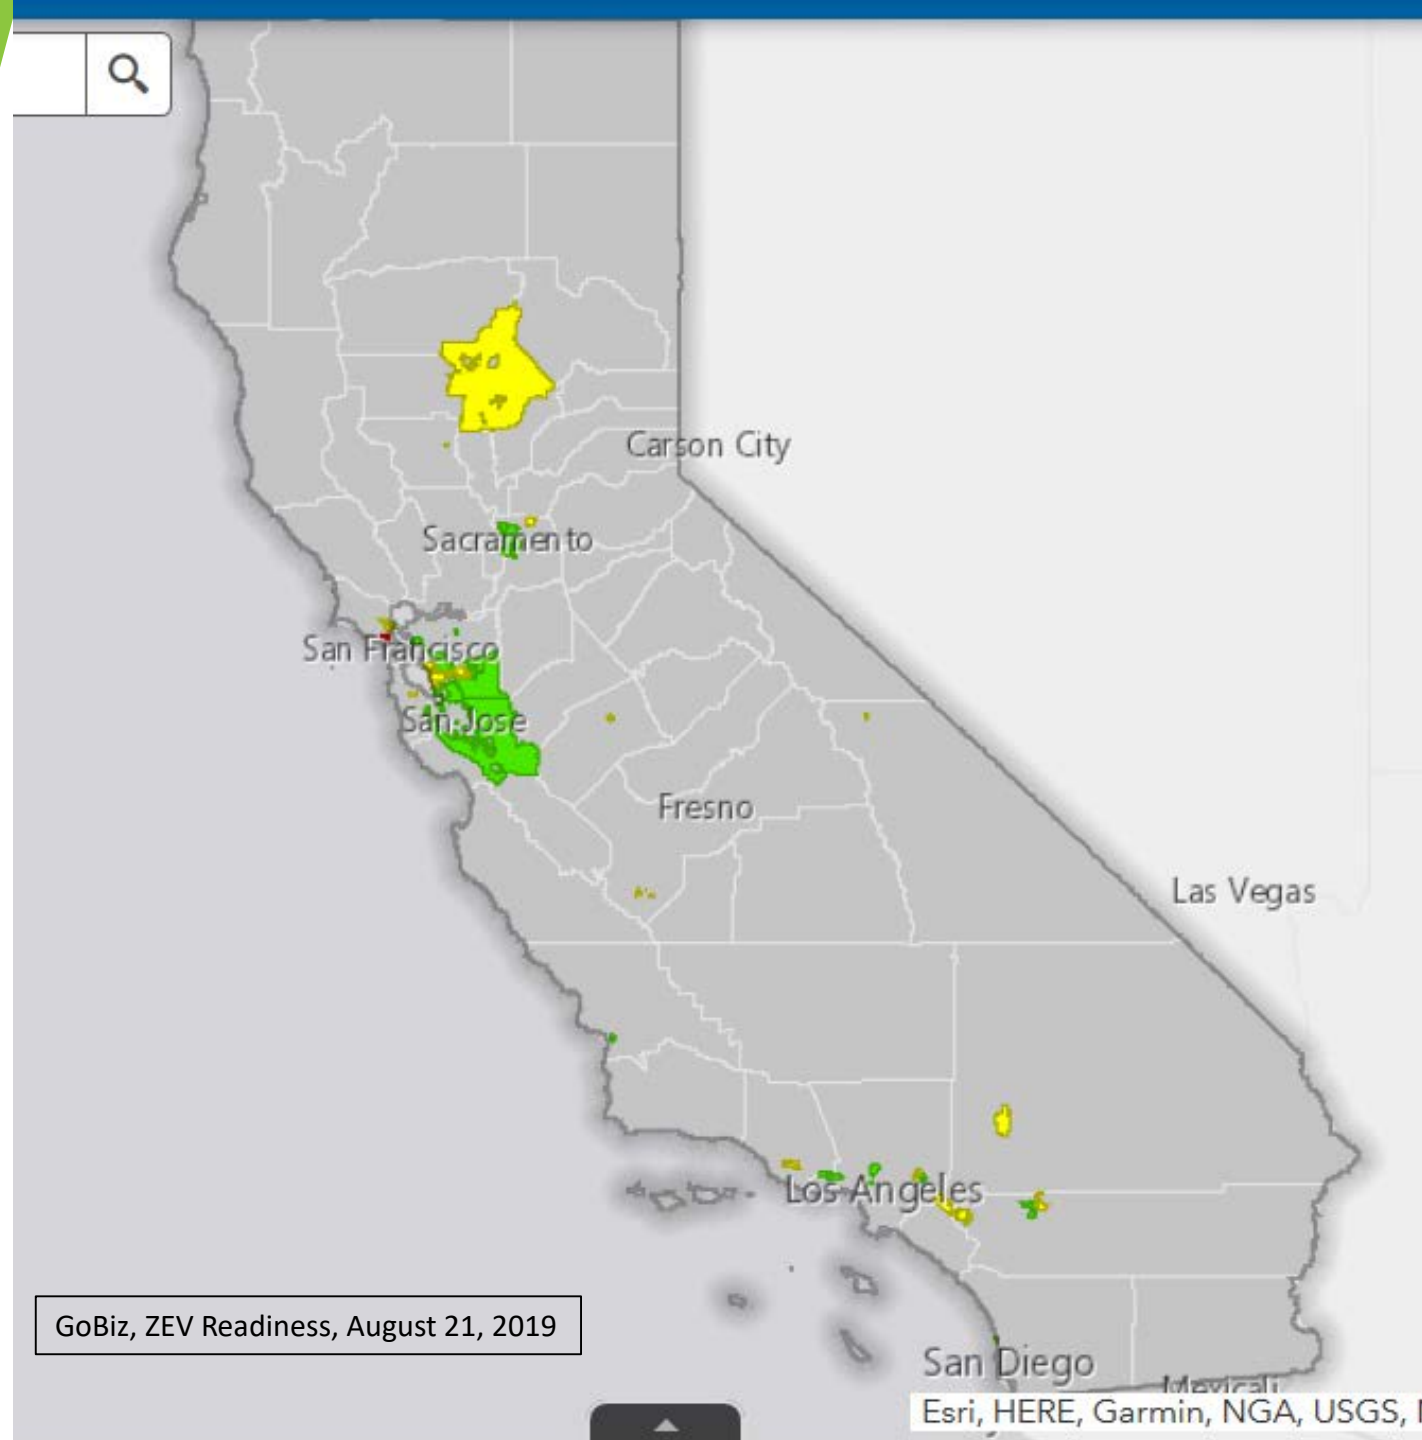 Carson City
Sacramento
San Francisco
San Jose
Fresno
Las Vegas
Los Angeles
GoBiz, ZEV Readiness, August 21, 2019
San Diego
Mexicali
Esri, HERE, Garmin, NGA, USGS,